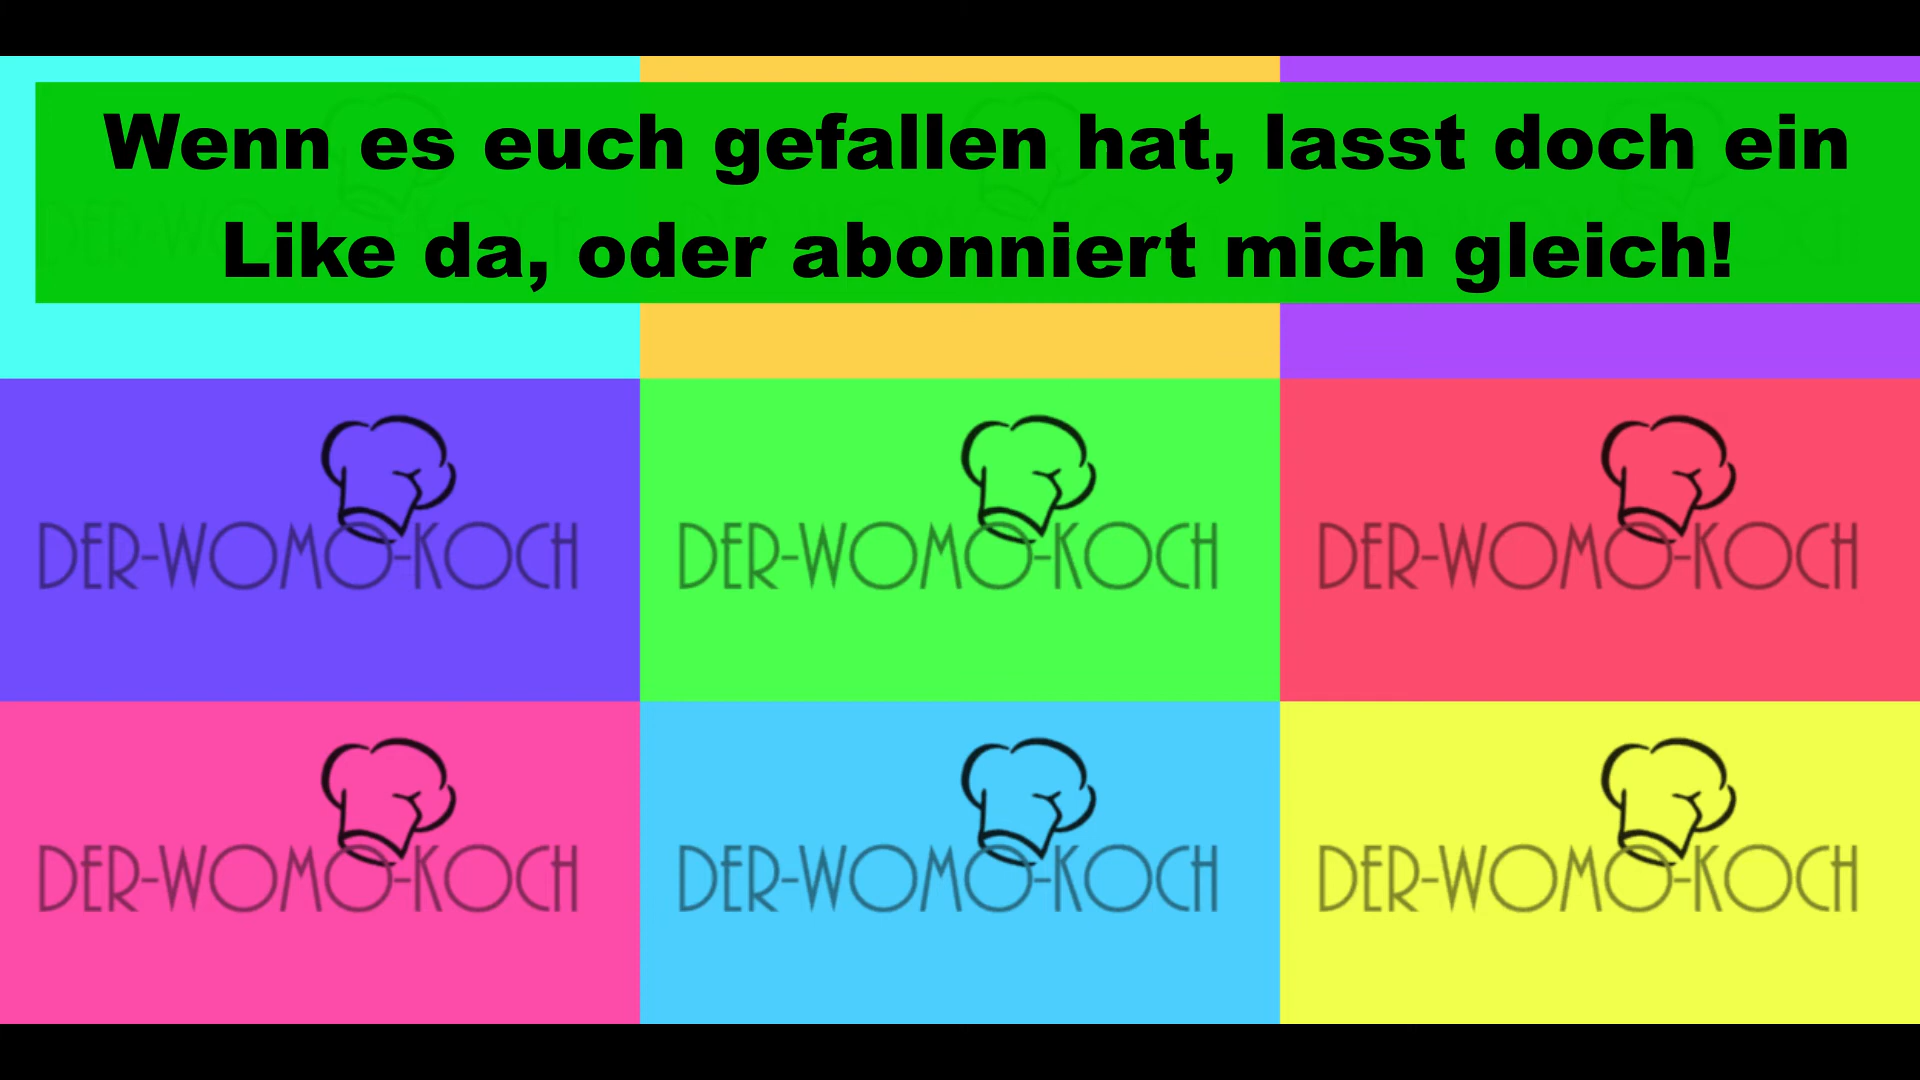 Wenn es euch gefallen hat, lasst doch ein
Like da, oder abonniert mich gleich!
DER-WOMO-KOCH
DER-WOMO-KOCH
DER-WOMO-KOCH
DER-WOMO-KOCH
DER-WOMO-KOCH
DER-WOMO-KOCH